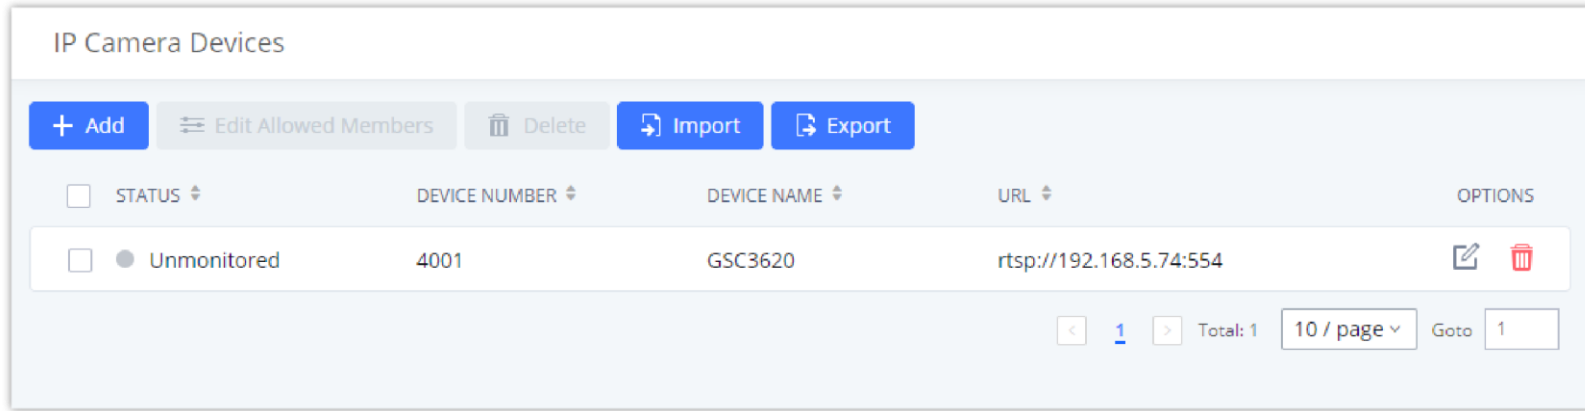 IP Camera Devices
Add Edit Allowed Members Delete Import Export
STATUS DEVICE NUMBER DEVICE NAME URL OPTIONS
Unmonitored 4001 GSC3620 rtsp://192.168.5.74:554
< 1 > Total: 1 10 / page Goto 1